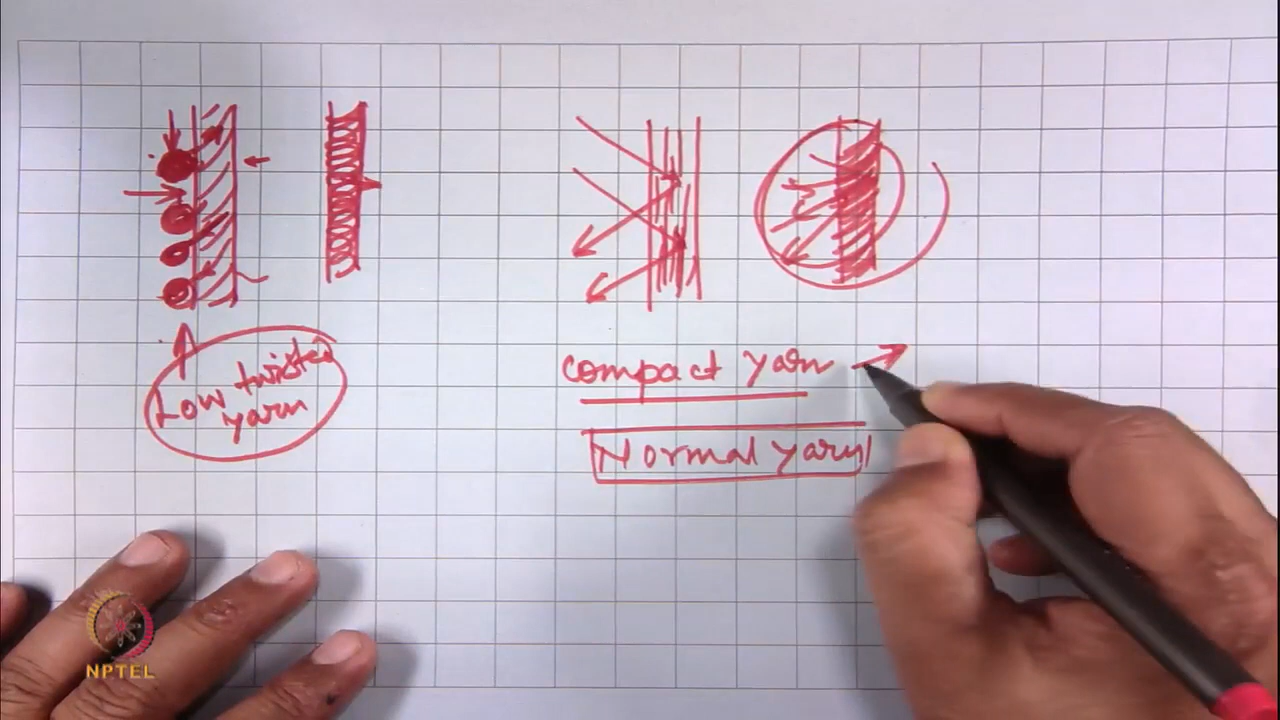 Low twisted
yarn
compact yarn
Normal yarn
NPTEL